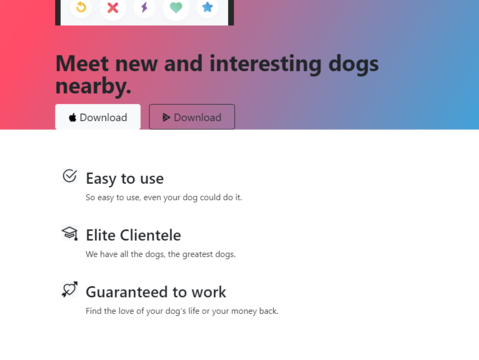 Meet new and interesting dogs
nearby.
Download Download
Easy to use
So easy to use, even your dog could do it.
Elite Clientele
We have all the dogs, the greatest dogs.
Guaranteed to work
Find the love of your dog's life or your money back.